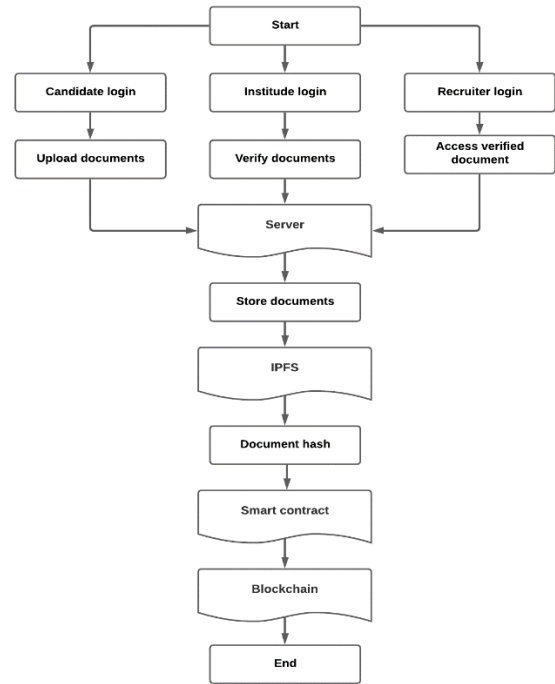 Start
Candidate login
Institude login
Recruiter login
Upload documents
Verify documents
Access verified
document
Server
Store documents
IPFS
Document hash
Smart contract
Blockchain
End